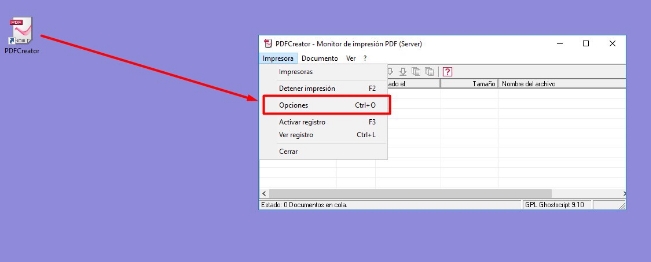 PDFCreator
PDFCreator - Monitor de impresión PDF (Server)
Impresora Documento Ver ?
Impresoras
Detener impresión F2
Opciones Ctrl+O
Activar registro F3
Ver registro Ctrl+L
Cerrar
ado el Tamaño Nombre del archivo
Estado: 0 Documentos en cola. GPL Ghostscript 9.10